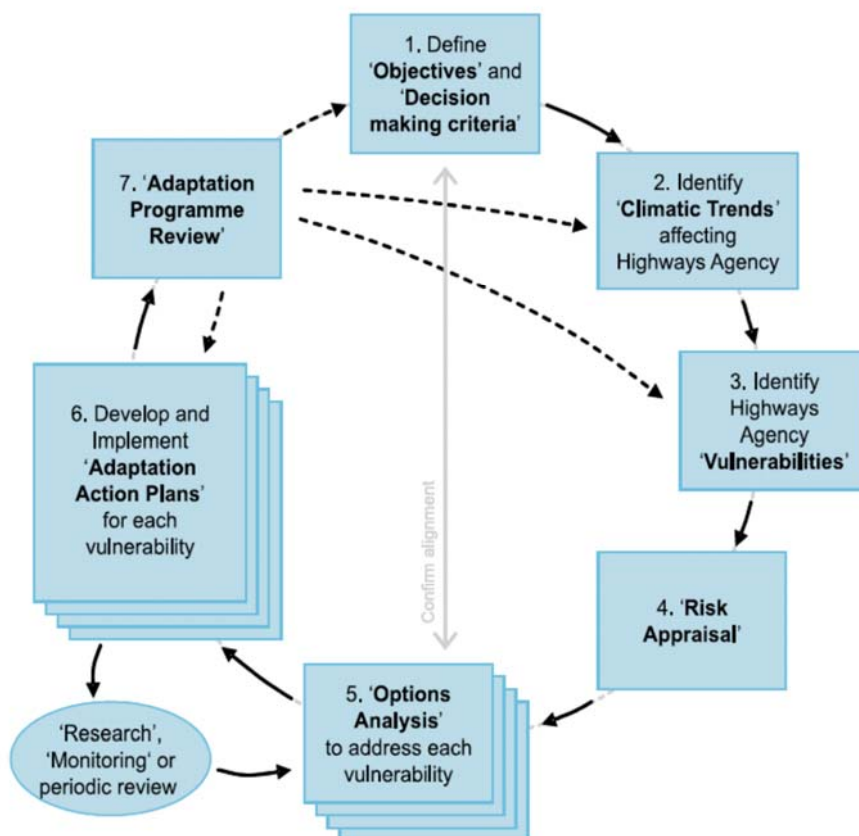 1. Define
‘Objectives’ and
‘Decision
making criteria’
2. Identify
‘Climatic Trends’
affecting
Highways Agency
3. Identify
Highways
Agency
‘Vulnerabilities’
4. ‘Risk
Appraisal’
5. ‘Options
Analysis’
to address each
vulnerability
6. Develop and
Implement
‘Adaptation
Action Plans’
for each
vulnerability
7. ‘Adaptation
Programme
Review’
‘Research’,
‘Monitoring‘ or
periodic review
Confirm alignment